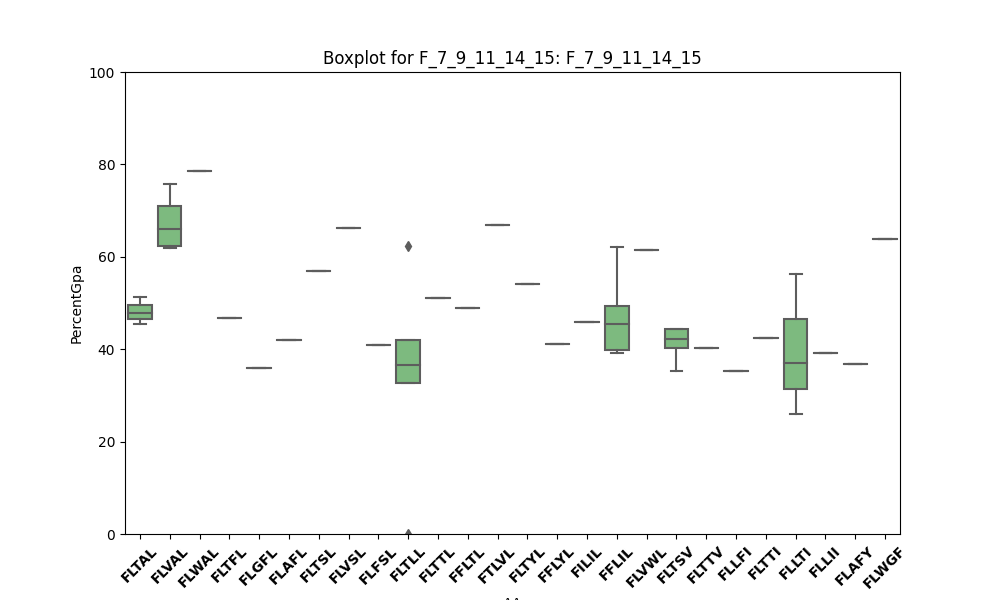 Boxplot for F_7_9_11_14_15: F_7_9_11_14_15
PercentGpa
100
80
60
40
20
0
FLTAL FLVAL FLWAL FLTFL FLGFL FLAFL FLTSL FLVSL FLFSL FLTLL FLTTL FFLTL FTLVL FLTYL FFLYL FILIL FFLIL FLVWL FLTSV FLTTV FLLFI FLTTI FLLTI FLLII FLAFY FLWGF